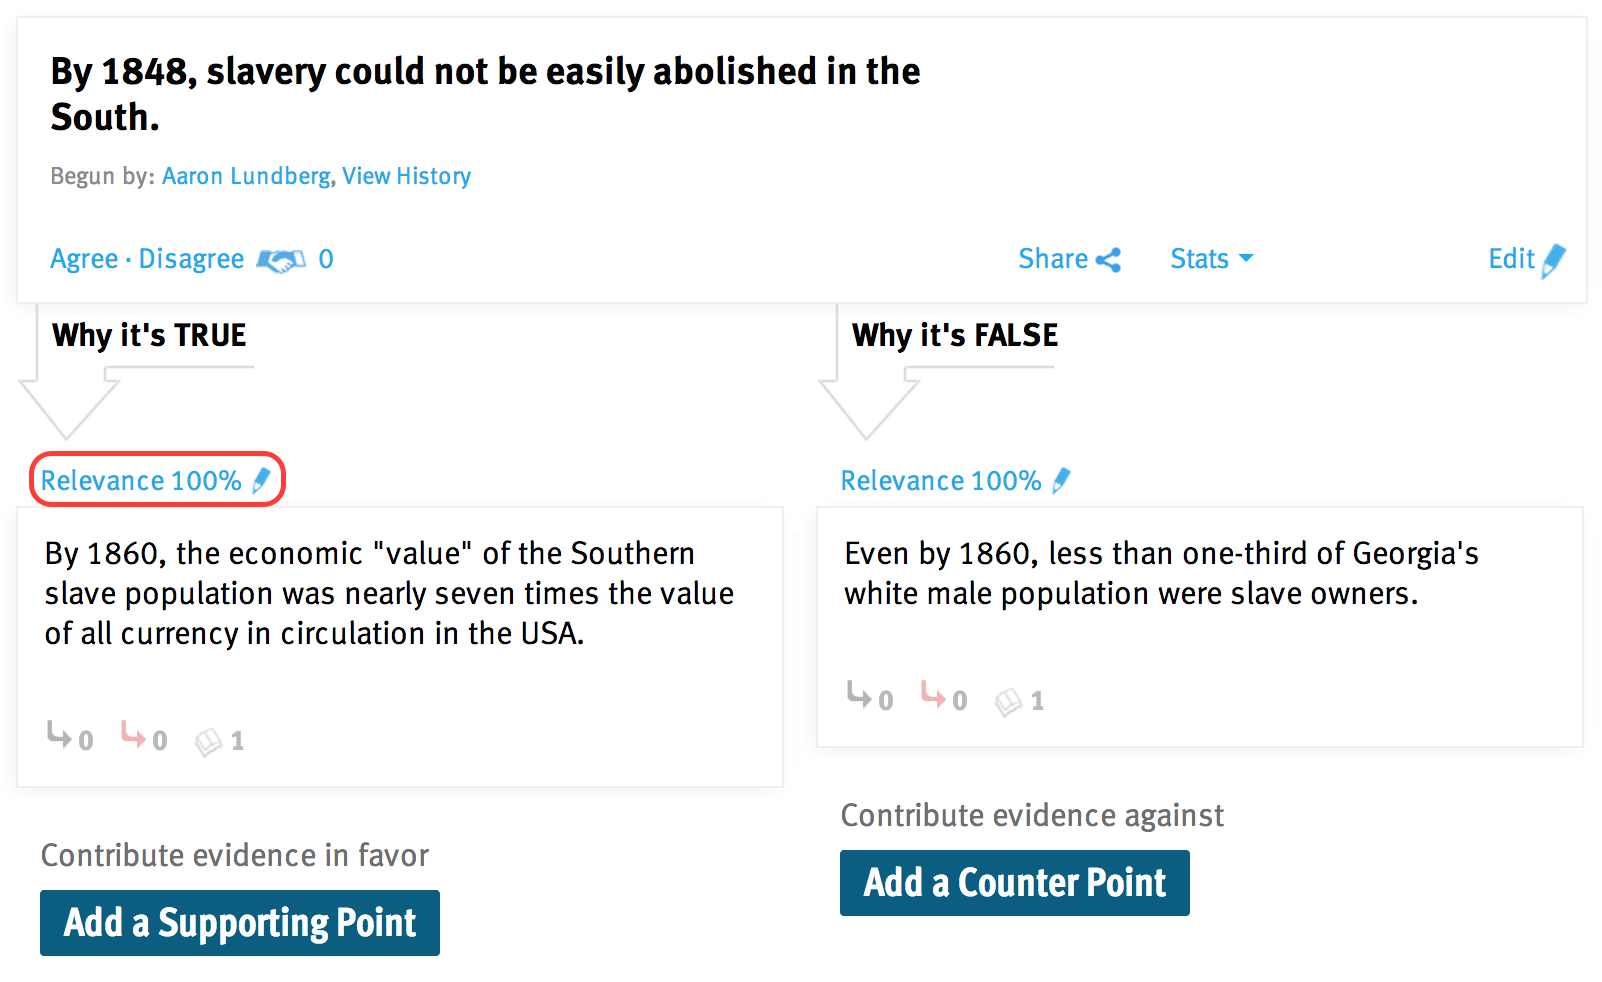 By 1848, slavery could not be easily abolished in the
South.
Begun by: Aaron Lundberg, View History
Agree · Disagree 0
Share
Stats
Edit
Why it's TRUE
Relevance 100%
By 1860, the economic "value" of the Southern
slave population was nearly seven times the value
of all currency in circulation in the USA.
0 0 1
Contribute evidence in favor
Add a Supporting Point
Why it's FALSE
Relevance 100%
Even by 1860, less than one-third of Georgia's
white male population were slave owners.
0 0 1
Contribute evidence against
Add a Counter Point